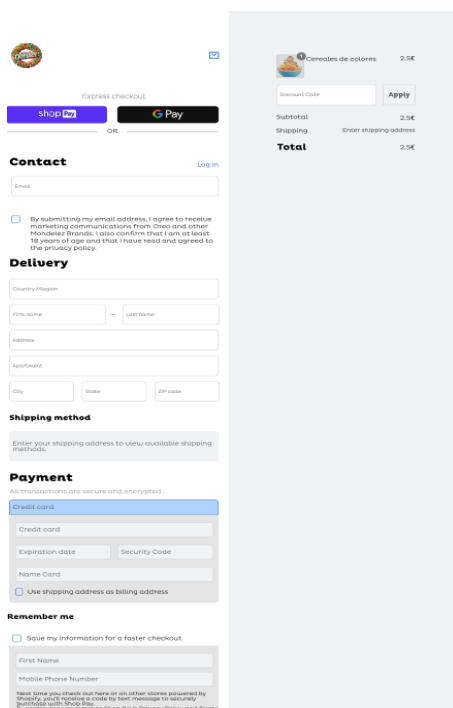 Express checkout
shop Pay
G Pay
OR
Contact
Log in
Email
By submitting my email address, I agree to receive
marketing communications from Oreo and other
Mondelez Brands. I also confirm that I am at least
18 years of age and that I have read and agreed to
the privacy policy.
Delivery
Country / Region
Firts name
Last name
Address
Apartment
City
State
ZIP code
Shipping method
Enter your shipping address to view available shipping
methods.
Payment
All transactions are secure and encrypted.
Credit card
Credit card
Expiration date
Security Code
Name Card
Use shipping address as billing address
Remember me
Save my information for a faster checkout
First Name
Mobile Phone Number
Next time you check out here or on other stores powered by
Shopify, you'll receive a code by text message to securely
purchase with Shop Pay.
1
Cereales de colores 2.5€
Discount Code
Apply
Subtotal 2.5€
Shipping Enter shipping address
Total 2.5€